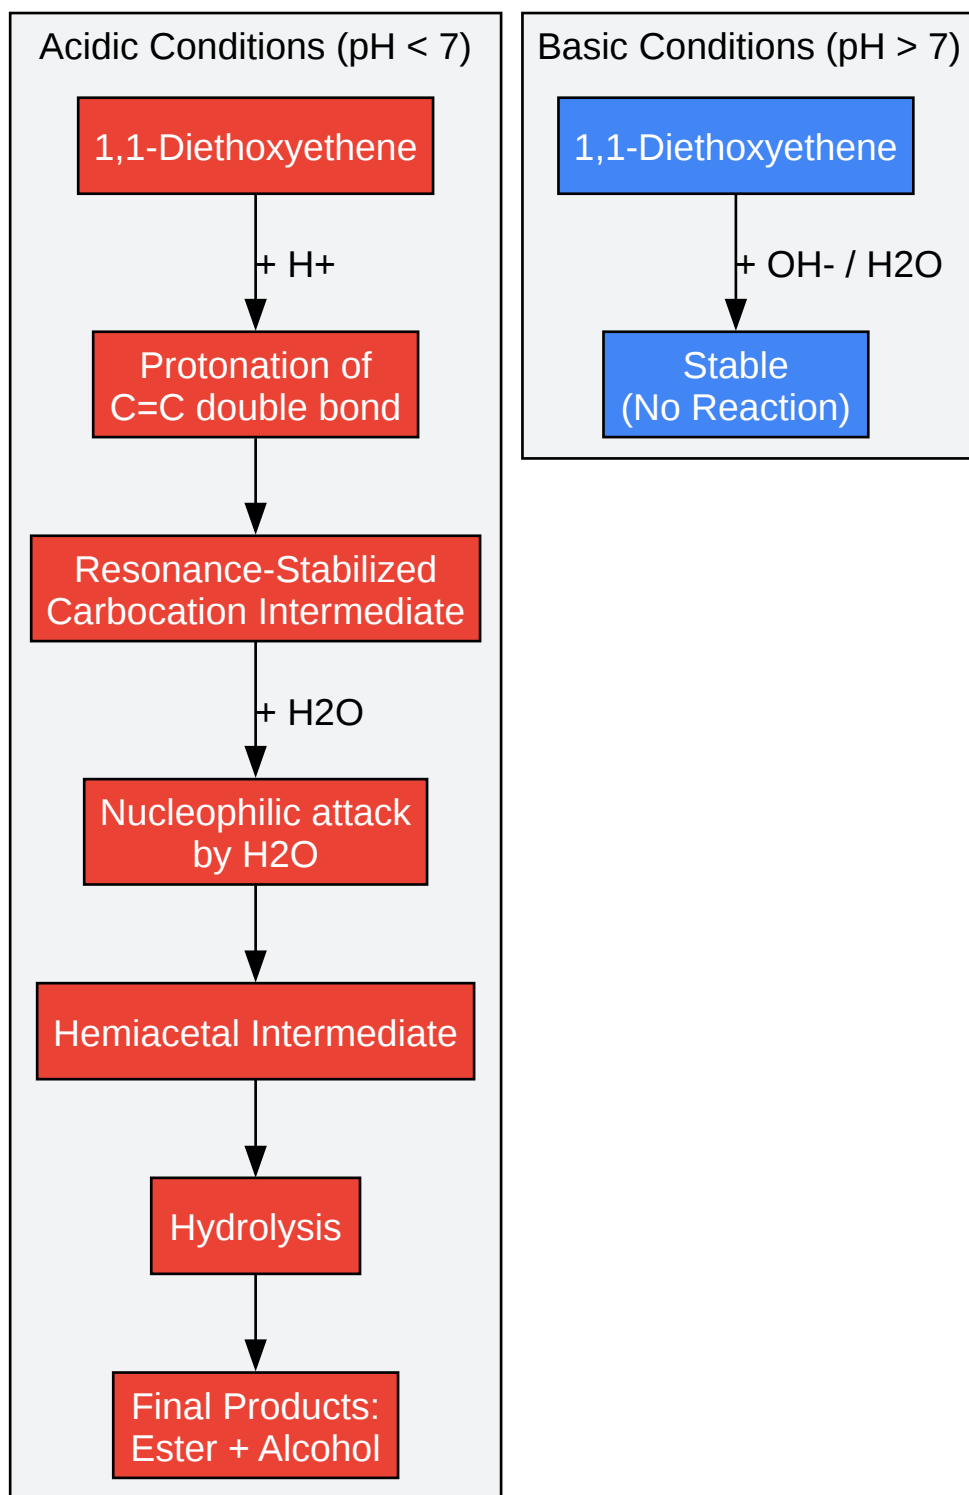 Acidic Conditions (pH < 7)
1,1-Diethoxyethene
+ H+
Protonation of
C=C double bond
Resonance-Stabilized
Carbocation Intermediate
+ H2O
Nucleophilic attack
by H2O
Hemiacetal Intermediate
Hydrolysis
Final Products:
Ester + Alcohol
Basic Conditions (pH > 7)
1,1-Diethoxyethene
+ OH- / H2O
Stable
(No Reaction)